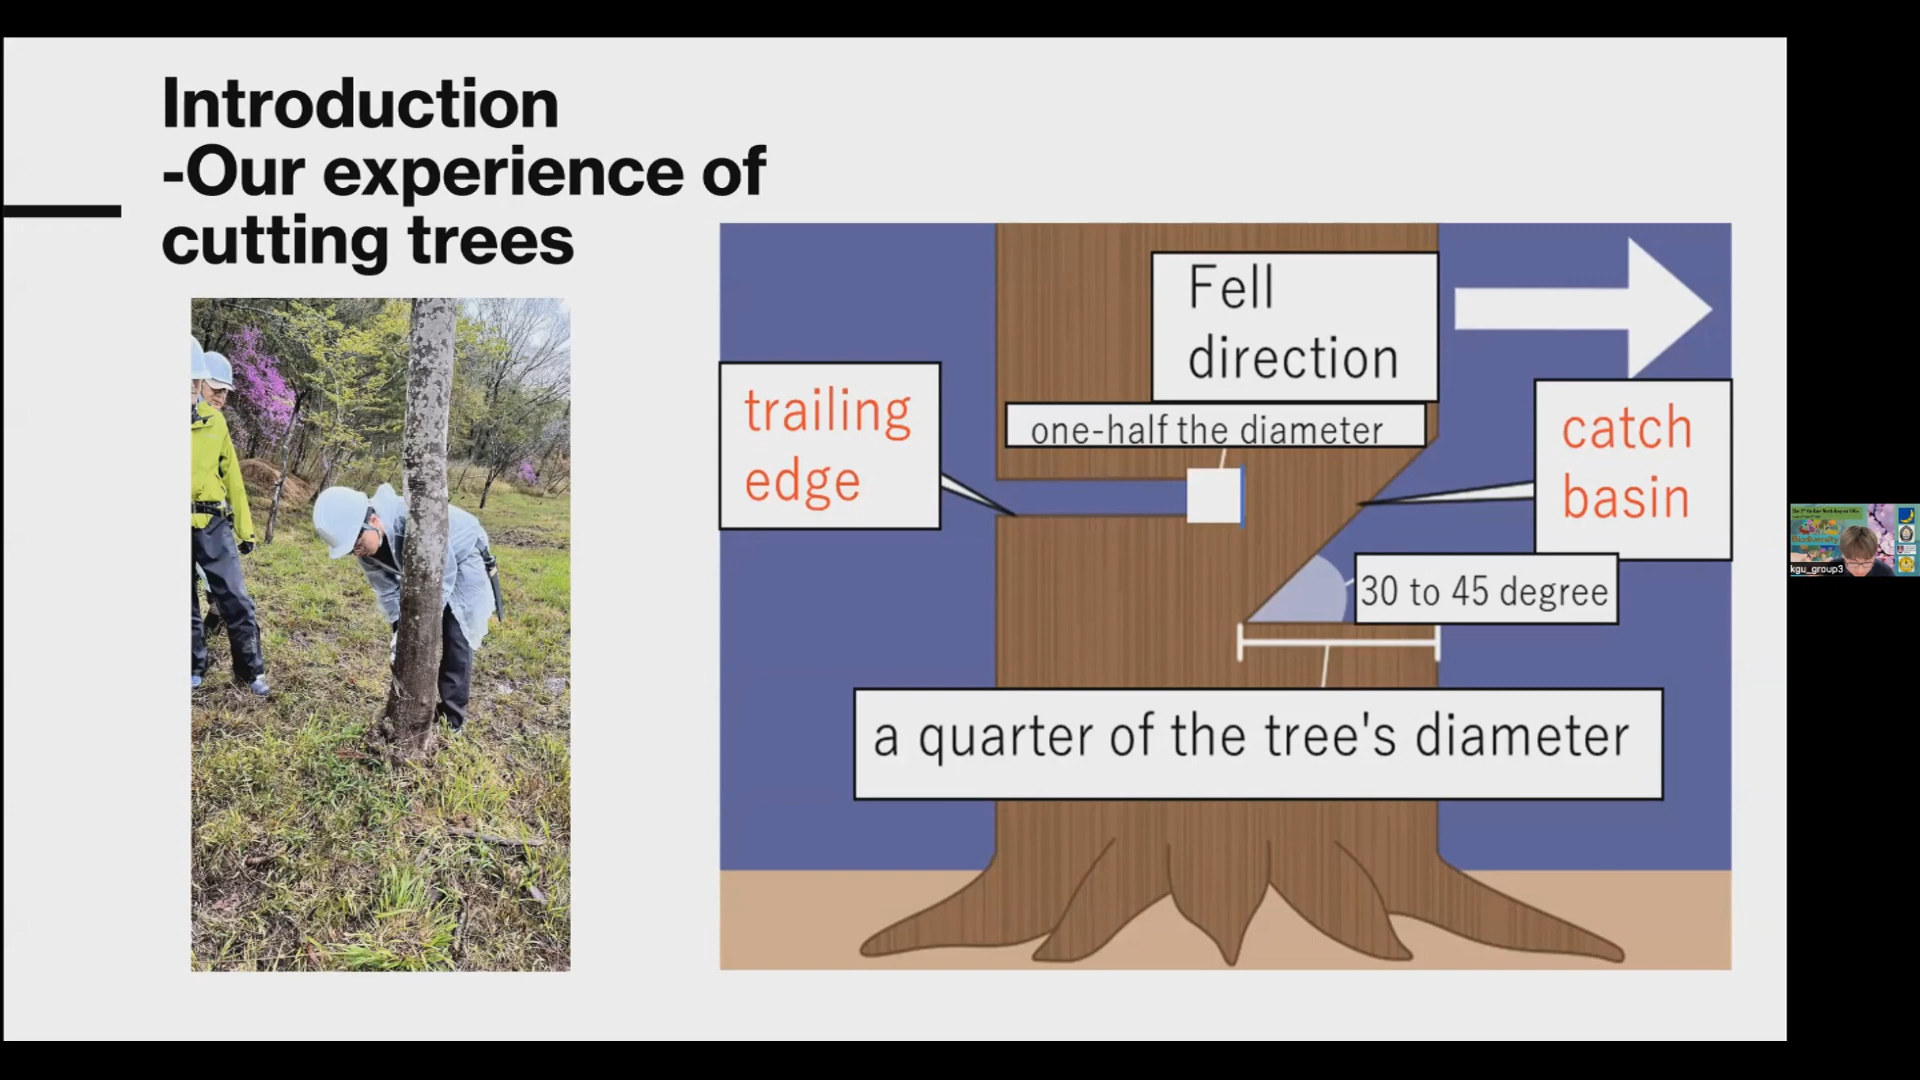 Introduction
-Our experience of
cutting trees
Fell
direction
trailing
edge
one-half the diameter
catch
basin
30 to 45 degree
a quarter of the tree's diameter
Biodiversity
kgu_group3